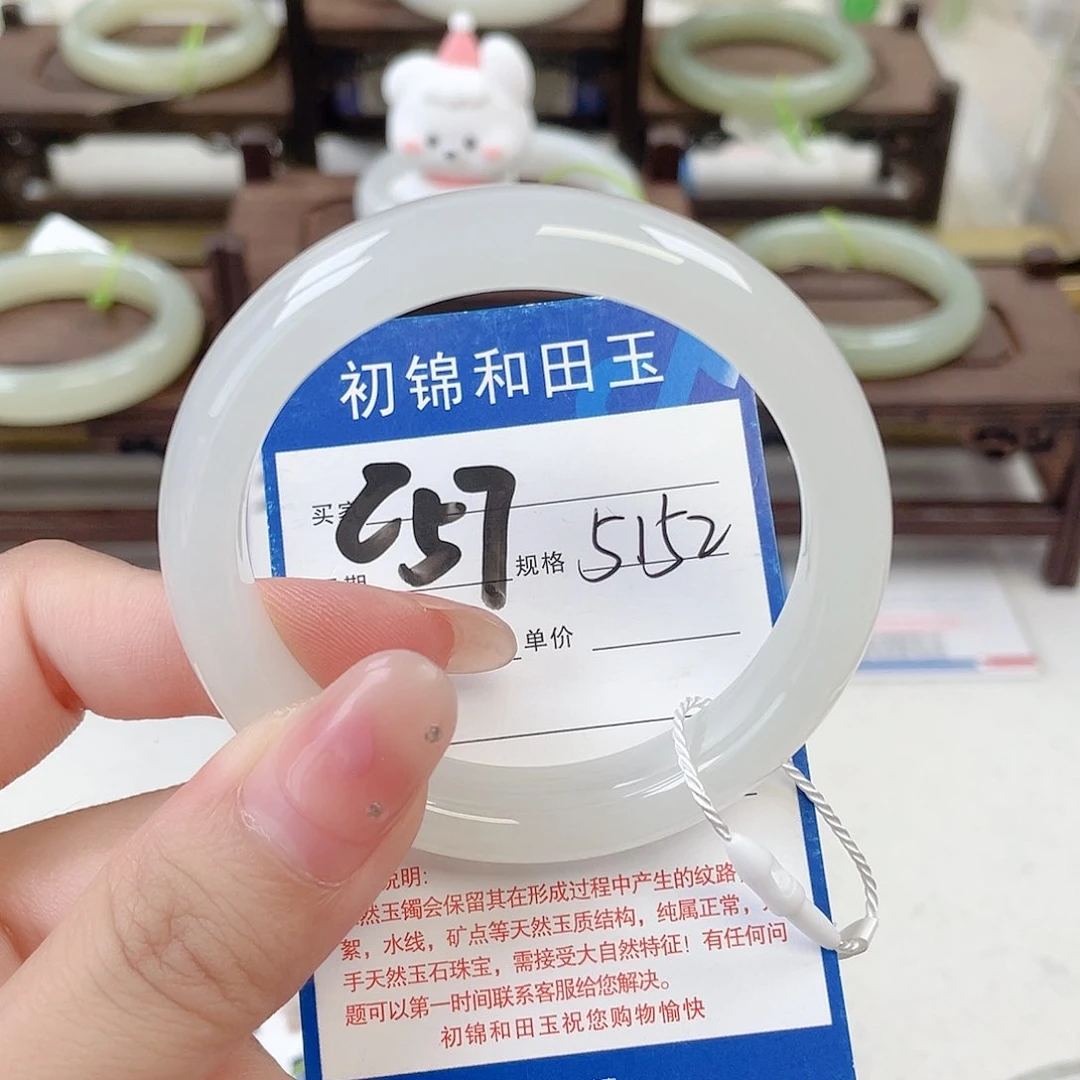 初锦和田玉
买家 C57
规格 5152
单价
说明:
然玉镯会保留其在形成过程中产生的纹路,
絮，水线，矿点等天然玉质结构，纯属正常，
手天然玉石珠宝，需接受大自然特征！有任何问
题可以第一时间联系客服给您解决。
初锦和田玉祝您购物愉快